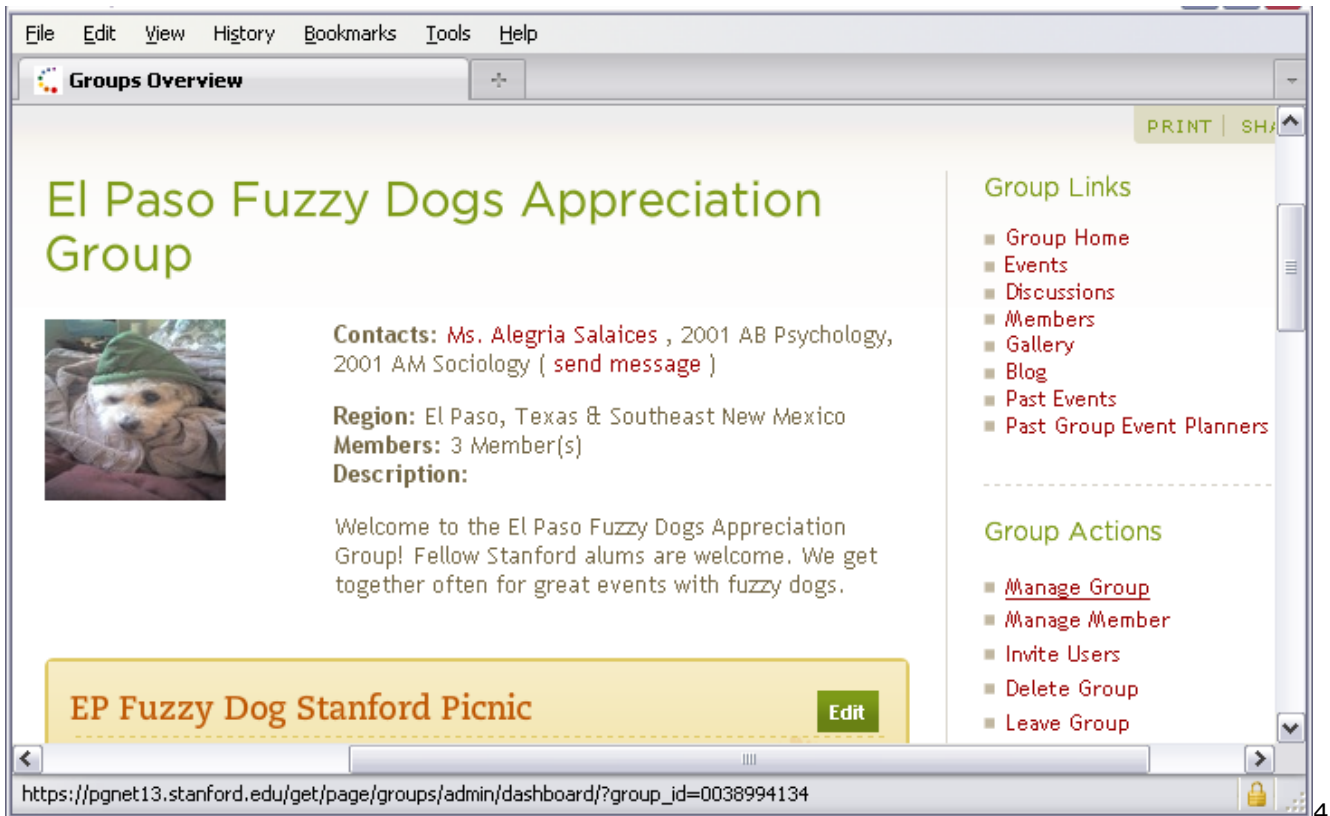 File Edit View History Bookmarks Tools Help
Groups Overview
PRINT | SHA
El Paso Fuzzy Dogs Appreciation
Group
Contacts: Ms. Alegria Salaices , 2001 AB Psychology,
2001 AM Sociology ( send message )
Region: El Paso, Texas & Southeast New Mexico
Members: 3 Member(s)
Description:
Welcome to the El Paso Fuzzy Dogs Appreciation
Group! Fellow Stanford alums are welcome. We get
together often for great events with fuzzy dogs.
EP Fuzzy Dog Stanford Picnic
Edit
Group Links
Group Home
Events
Discussions
Members
Gallery
Blog
Past Events
Past Group Event Planners
Group Actions
Manage Group
Manage Member
Invite Users
Delete Group
Leave Group
https://pgnet13.stanford.edu/get/page/groups/admin/dashboard/?group_id=0038994134
4